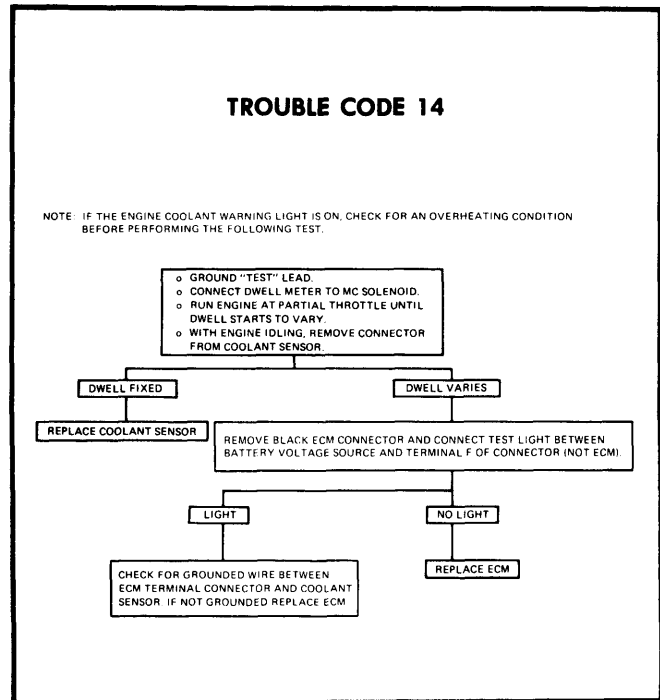 TROUBLE CODE 14
NOTE: IF THE ENGINE COOLANT WARNING LIGHT IS ON, CHECK FOR AN OVERHEATING CONDITION
BEFORE PERFORMING THE FOLLOWING TEST.
o GROUND "TEST" LEAD.
o CONNECT DWELL METER TO MC SOLENOID.
o RUN ENGINE AT PARTIAL THROTTLE UNTIL
DWELL STARTS TO VARY.
o WITH ENGINE IDLING, REMOVE CONNECTOR
FROM COOLANT SENSOR.
DWELL FIXED
DWELL VARIES
REPLACE COOLANT SENSOR
REMOVE BLACK ECM CONNECTOR AND CONNECT TEST LIGHT BETWEEN
BATTERY VOLTAGE SOURCE AND TERMINAL F OF CONNECTOR (NOT ECM).
LIGHT
NO LIGHT
CHECK FOR GROUNDED WIRE BETWEEN
ECM TERMINAL CONNECTOR AND COOLANT
SENSOR. IF NOT GROUNDED REPLACE ECM
REPLACE ECM